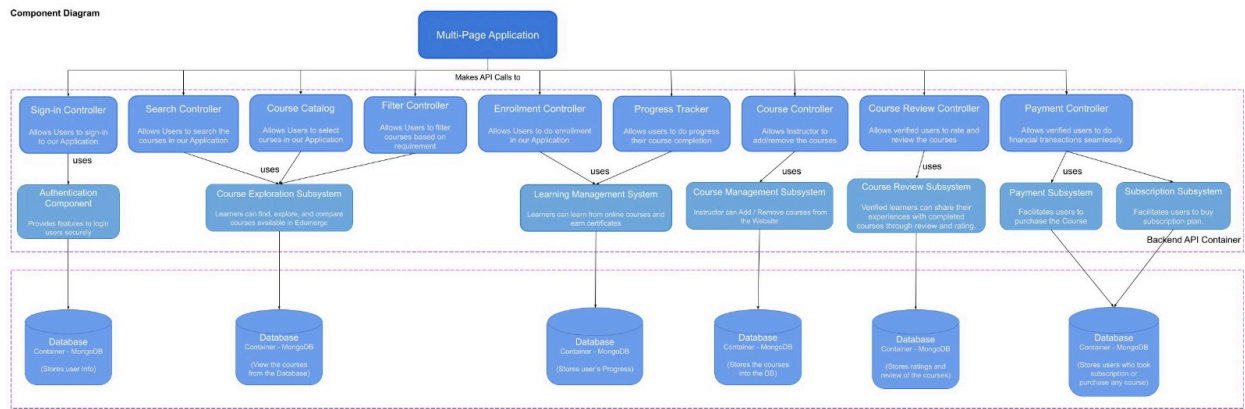 Component Diagram
Multi-Page Application
Makes API Calls to
Sign-in Controller
Allows Users to sign-in
to our Application
Search Controller
Allows Users to search the
courses in our Application
Course Catalog
Allows Users to select
curses in our Application
Filter Controller
Allows Users to filter
courses based on
requirement
Enrollment Controller
Allows Users to do enrollment
in our Application
Progress Tracker
Allows users to do progress
their course completion
Course Controller
Allows Instructor to
add/remove the courses
Course Review Controller
Allows verified users to rate and
review the courses
Payment Controller
Allows verified users to do
financial transactions seamlessly.
uses
uses
uses
uses
uses
uses
uses
Authentication
Component
Provides features to login
users securely
Course Exploration Subsystem
Learners can find, explore, and compare
courses available in Edumerge
Learning Management System
Learners can learn from online courses and
earn certificates
Course Management Subsystem
Instructor can Add / Remove courses from
the Website
Course Review Subsystem
Verified learners can share their
experiences with completed
courses through review and rating.
Payment Subsystem
Facilitates users to
purchase the Course
Subscription Subsystem
Facilitates users to buy
subscription plan.
Backend API Container
Database
Container - MongoDB
(Stores user Info)
Database
Container - MongoDB
(View the courses
from the Database)
Database
Container - MongoDB
(Stores user's Progress)
Database
Container - MongoDB
(Stores the courses
into the DB)
Database
Container - MongoDB
(Stores ratings and
review of the courses)
Database
Container - MongoDB
(Stores users who took
subscription or
purchase any course)